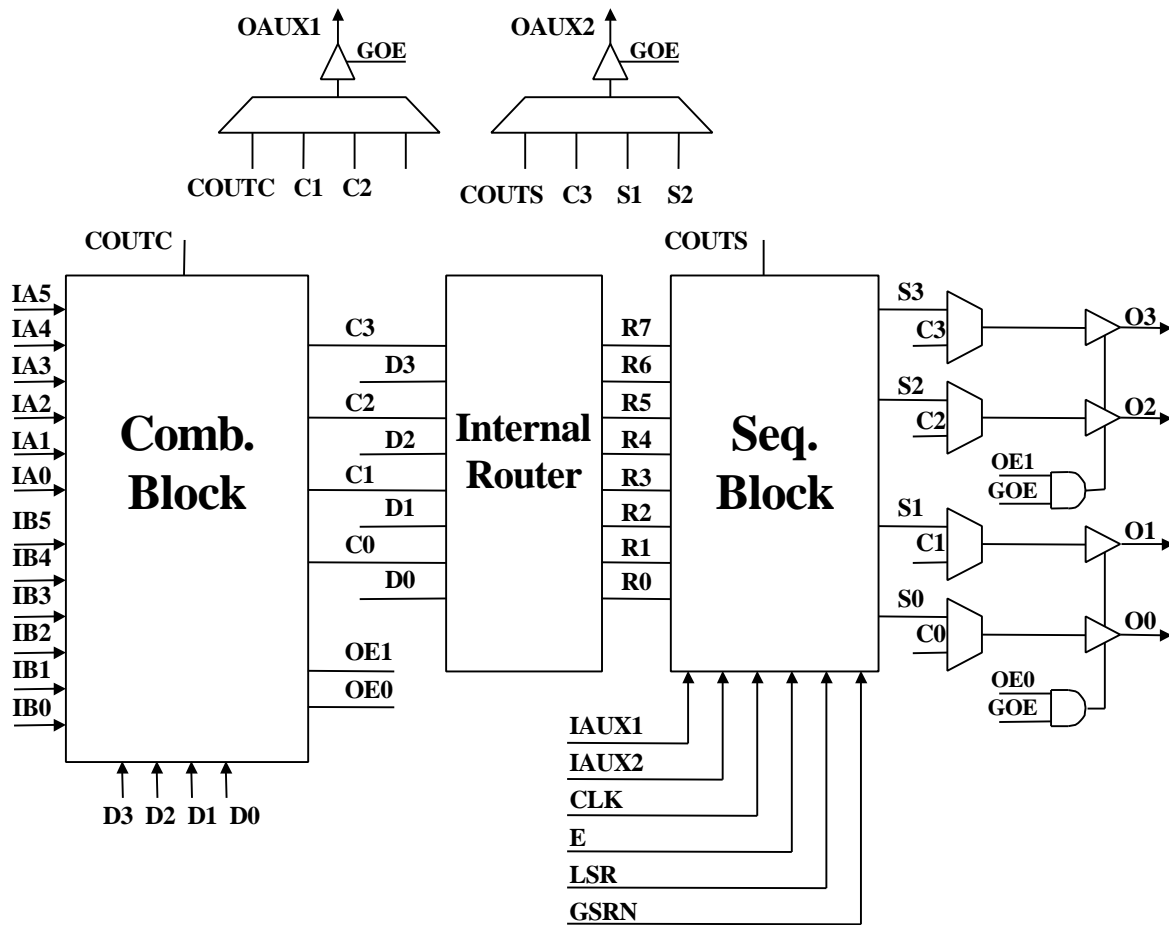 OAUX1
GOE
OAUX2
GOE
COUTC C1 C2
COUTS C3 S1 S2
COUTC
COUTS
IA5
IA4
IA3
IA2
IA1
IA0
IB5
IB4
IB3
IB2
IB1
IB0
Comb.
Block
D3 D2 D1 D0
C3
D3
C2
D2
C1
D1
C0
D0
OE1
OE0
Internal
Router
R7
R6
R5
R4
R3
R2
R1
R0
Seq.
Block
IAUX1
IAUX2
CLK
E
LSR
GSRN
S3
C3
O3
S2
C2
O2
OE1
GOE
S1
C1
O1
S0
C0
O0
OE0
GOE